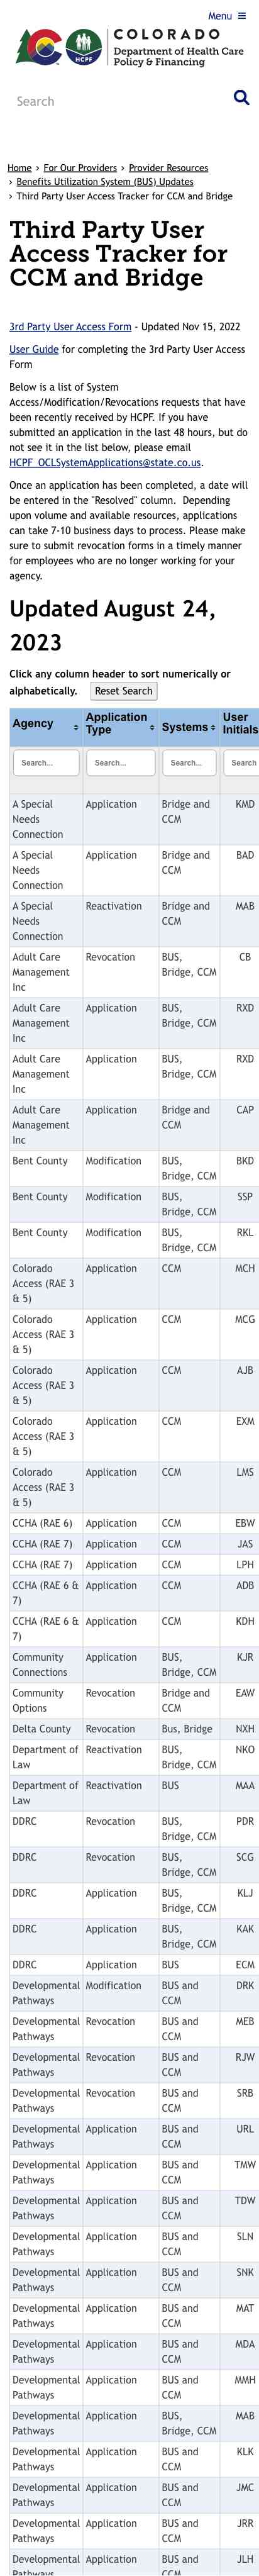 Menu ≡
COLORADO
HCPF
Department of Health Care
Policy & Financing
TM
Search
Home › For Our Providers › Provider Resources
› Benefits Utilization System (BUS) Updates
› Third Party User Access Tracker for CCM and Bridge
Third Party User
Access Tracker for
CCM and Bridge
3rd Party User Access Form - Updated Nov 15, 2022
User Guide for completing the 3rd Party User Access
Form
Below is a list of System
Access/Modification/Revocations requests that have
been recently received by HCPF. If you have
submitted an application in the last 48 hours, but do
not see it in the list below, please email
HCPF_OCLSystemApplications@state.co.us.
Once an application has been completed, a date will
be entered in the "Resolved" column.  Depending
upon volume and available resources, applications
can take 7-10 business days to process. Please make
sure to submit revocation forms in a timely manner
for employees who are no longer working for your
agency.
Updated August 24,
2023
Click any column header to sort numerically or
alphabetically. Reset Search
Agency Application Type Systems User Initials
Search... Search... Search... Search
A Special Needs Connection Application Bridge and CCM KMD
A Special Needs Connection Application Bridge and CCM BAD
A Special Needs Connection Reactivation Bridge and CCM MAB
Adult Care Management Inc Revocation BUS, Bridge, CCM CB
Adult Care Management Inc Application BUS, Bridge, CCM RXD
Adult Care Management Inc Application BUS, Bridge, CCM RXD
Adult Care Management Inc Application Bridge and CCM CAP
Bent County Modification BUS, Bridge, CCM BKD
Bent County Modification BUS, Bridge, CCM SSP
Bent County Modification BUS, Bridge, CCM RKL
Colorado Access (RAE 3 & 5) Application CCM MCH
Colorado Access (RAE 3 & 5) Application CCM MCG
Colorado Access (RAE 3 & 5) Application CCM AJB
Colorado Access (RAE 3 & 5) Application CCM EXM
Colorado Access (RAE 3 & 5) Application CCM LMS
CCHA (RAE 6) Application CCM EBW
CCHA (RAE 7) Application CCM JAS
CCHA (RAE 7) Application CCM LPH
CCHA (RAE 6 & 7) Application CCM ADB
CCHA (RAE 6 & 7) Application CCM KDH
Community Connections Application BUS, Bridge, CCM KJR
Community Options Revocation Bridge and CCM EAW
Delta County Revocation Bus, Bridge NXH
Department of Law Reactivation BUS, Bridge, CCM NKO
Department of Law Reactivation BUS MAA
DDRC Revocation BUS, Bridge, CCM PDR
DDRC Revocation BUS, Bridge, CCM SCG
DDRC Application BUS, Bridge, CCM KLJ
DDRC Application BUS, Bridge, CCM KAK
DDRC Application BUS ECM
Developmental Pathways Modification BUS and CCM DRK
Developmental Pathways Revocation BUS and CCM MEB
Developmental Pathways Revocation BUS and CCM RJW
Developmental Pathways Revocation BUS and CCM SRB
Developmental Pathways Application BUS and CCM URL
Developmental Pathways Application BUS and CCM TMW
Developmental Pathways Application BUS and CCM TDW
Developmental Pathways Application BUS and CCM SLN
Developmental Pathways Application BUS and CCM SNK
Developmental Pathways Application BUS and CCM MAT
Developmental Pathways Application BUS and CCM MDA
Developmental Pathways Application BUS and CCM MMH
Developmental Pathways Application BUS, Bridge, CCM MAB
Developmental Pathways Application BUS and CCM KLK
Developmental Pathways Application BUS and CCM JMC
Developmental Pathways Application BUS and CCM JRR
Developmental Pathways Application BUS and CCM JLH